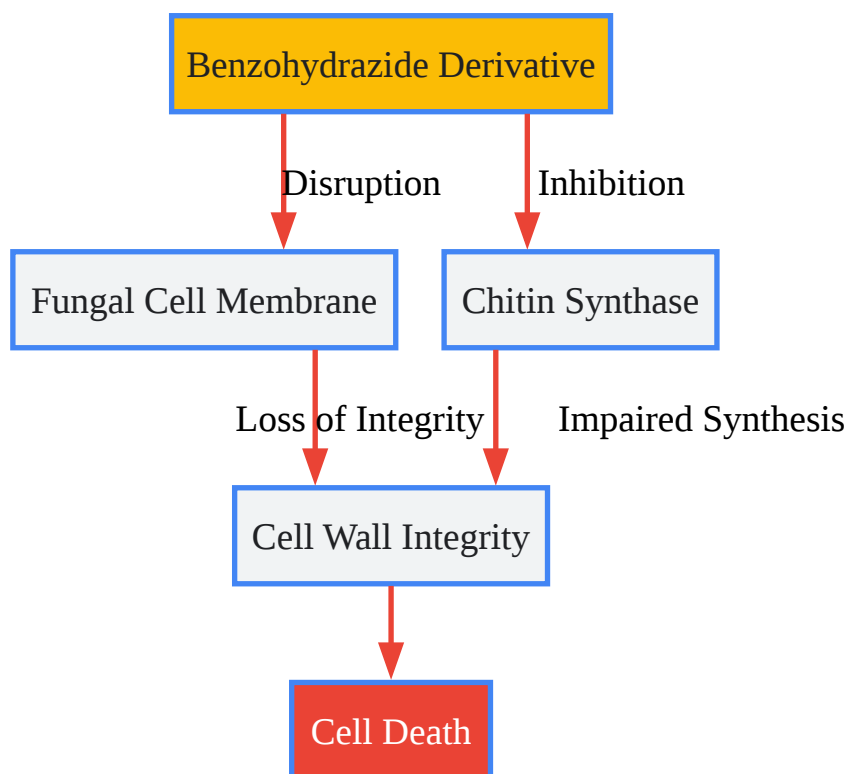 Benzohydrazide Derivative
Disruption
Inhibition
Fungal Cell Membrane
Chitin Synthase
Loss of Integrity
Impaired Synthesis
Cell Wall Integrity
Cell Death